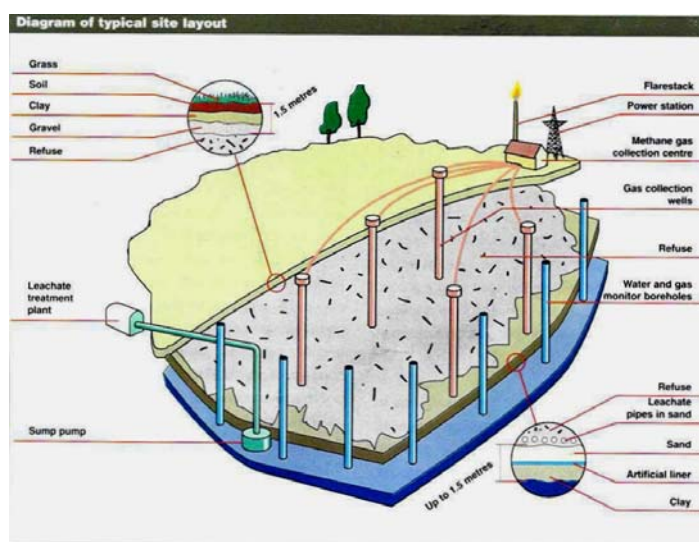 Diagram of typical site layout
Grass
Soil
Clay
Gravel
Refuse
1.5 metres
Flarestack
Power station
Methane gas
collection centre
Gas collection
wells
Refuse
Water and gas
monitor boreholes
Leachate
treatment
plant
Sump pump
Up to 1.5 metres
Refuse
Leachate
pipes in sand
Sand
Artificial liner
Clay